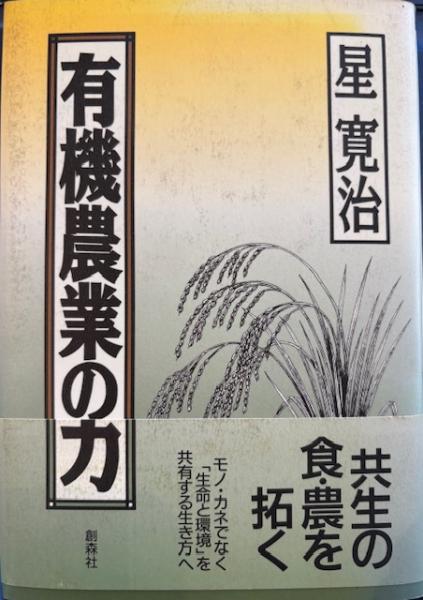 星 寛治
有機農業の力
共生の
食・農を
拓く
モノ・カネでなく
「生命と環境」を
共有する生き方へ
創森社